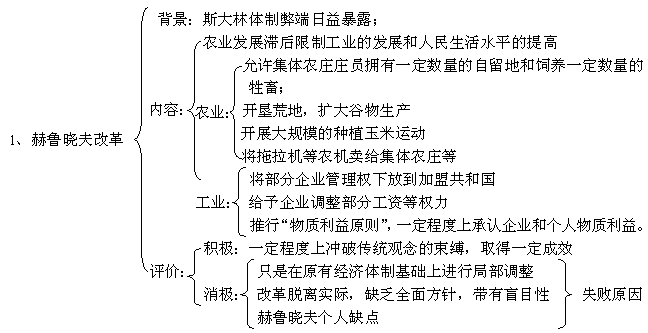 背景：斯大林体制弊端日益暴露；
农业发展滞后限制工业的发展和人民生活水平的提高
允许集体农庄庄员拥有一定数量的自留地和饲养一定数量的
牲畜；
内容：
农业：
开垦荒地，扩大谷物生产
开展大规模的种植玉米运动
1、赫鲁晓夫改革
将拖拉机等农机卖给集体农庄等
将部分企业管理权下放到加盟共和国
工业：
给予企业调整部分工资等权力
推行“物质利益原则”，一定程度上承认企业和个人物质利益。
积极：一定程度上冲破传统观念的束缚，取得一定成效
评价：
只是在原有经济体制基础上进行局部调整
消极：
改革脱离实际，缺乏全面方针，带有盲目性
失败原因
赫鲁晓夫个人缺点